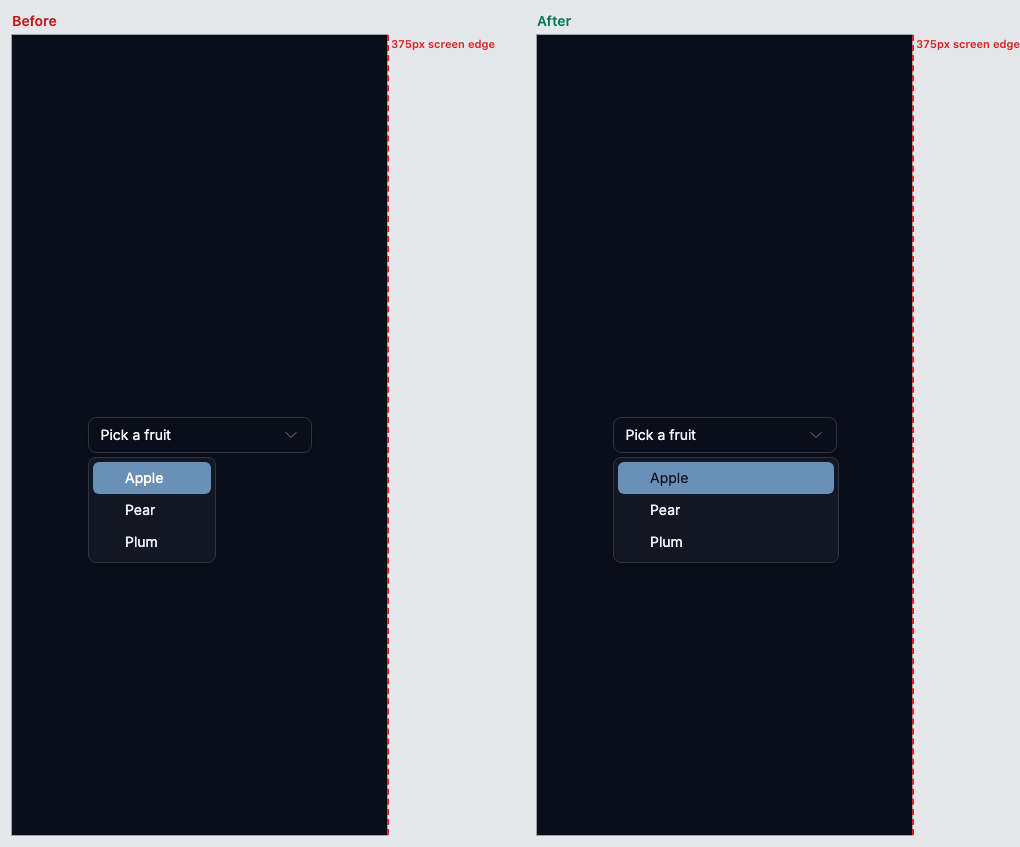 Before
375px screen edge
Pick a fruit
Apple
Pear
Plum
After
375px screen edge
Pick a fruit
Apple
Pear
Plum